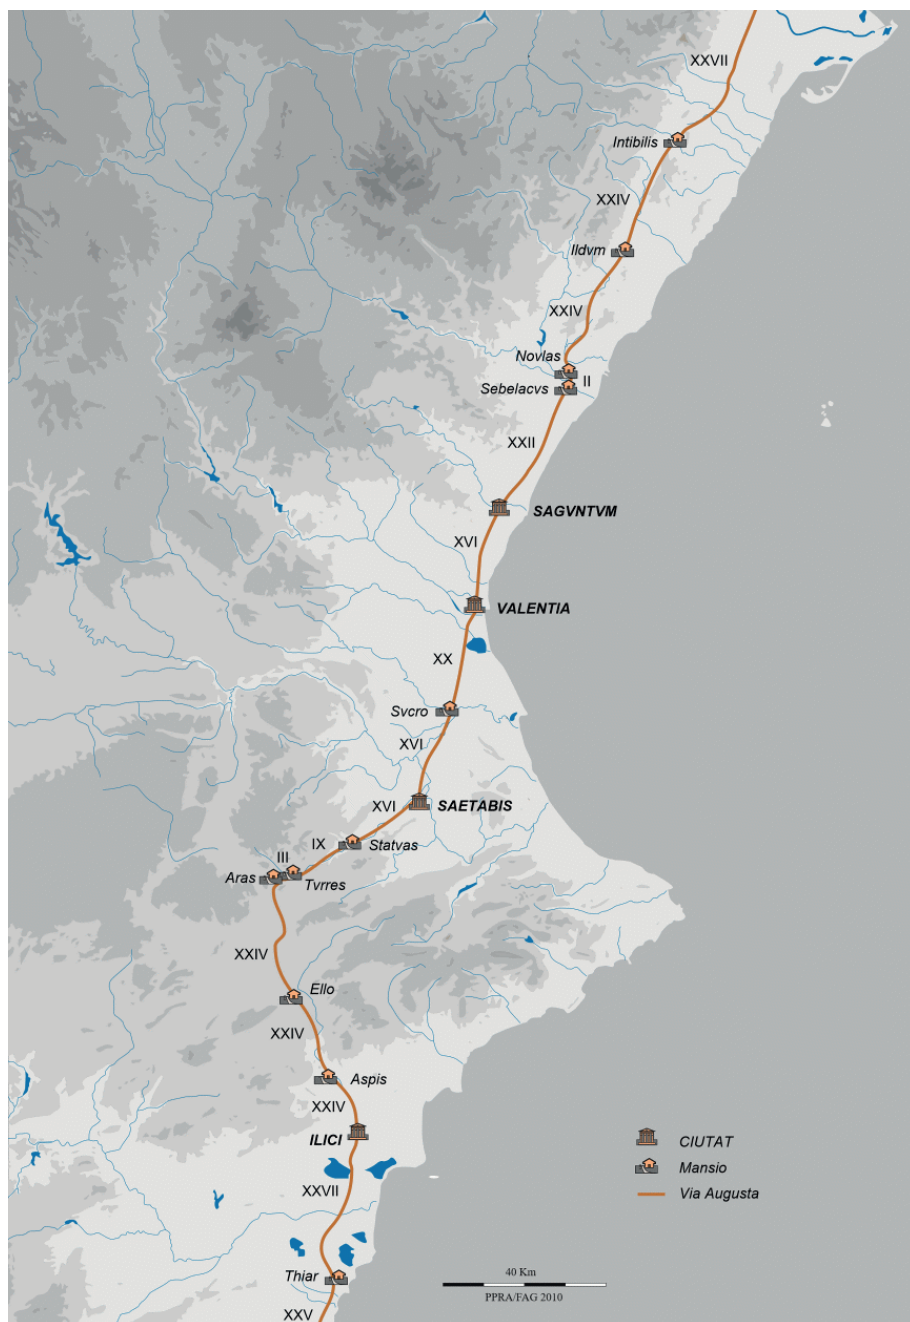 XXVII
Intibilis
XXIV
Ildvm
XXIV
Novlas
II
Sebelacvs
XXII
SAGVNTVM
XVI
VALENTIA
XX
Svcro
XVI
XVI
SAETABIS
IX
Statvas
III
Aras
Tvrres
XXIV
Ello
XXIV
Aspis
XXIV
ILICI
CIUTAT
Mansio
XXVII
Via Augusta
40 Km
Thiar
PPRA/FAG 2010
XXV